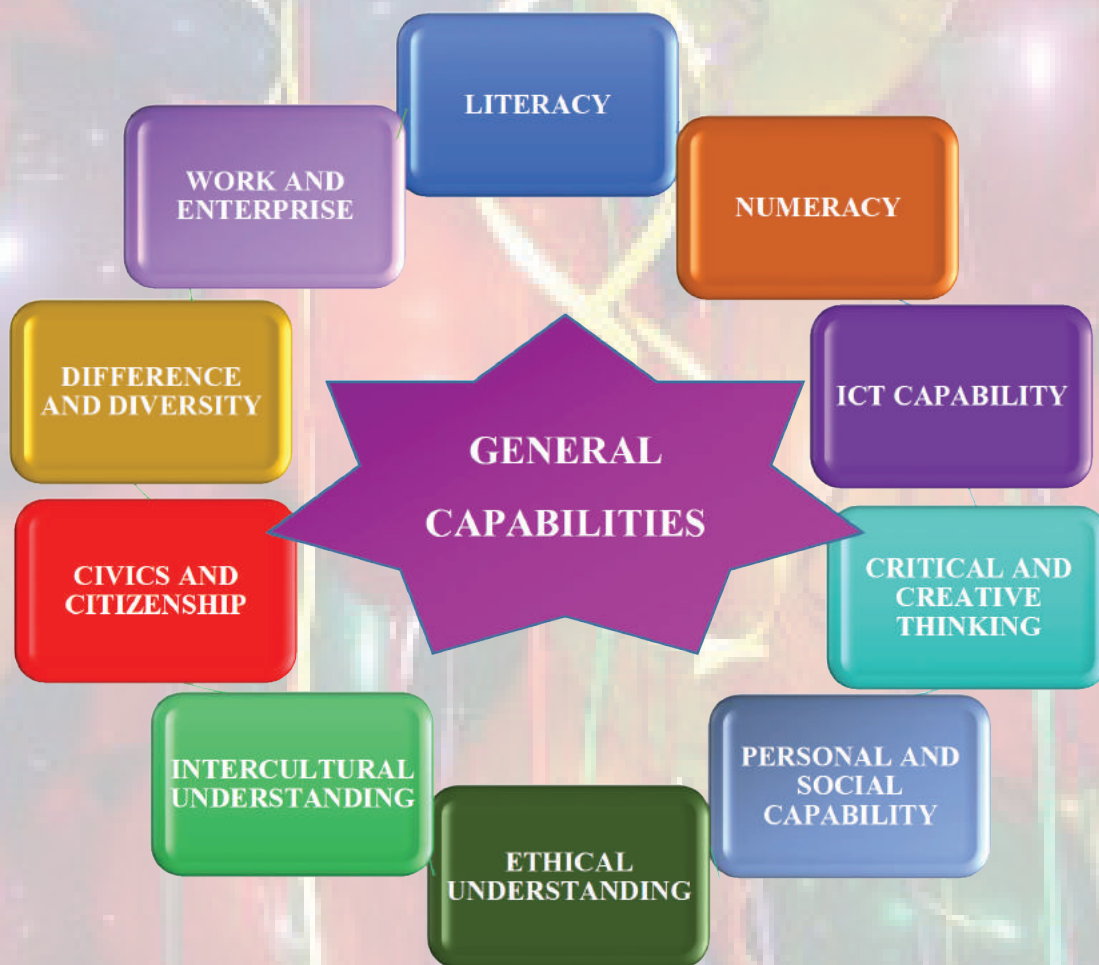 LITERACY
NUMERACY
ICT CAPABILITY
CRITICAL AND
CREATIVE
THINKING
PERSONAL AND
SOCIAL
CAPABILITY
ETHICAL
UNDERSTANDING
INTERCULTURAL
UNDERSTANDING
CIVICS AND
CITIZENSHIP
DIFFERENCE
AND DIVERSITY
WORK AND
ENTERPRISE
GENERAL
CAPABILITIES